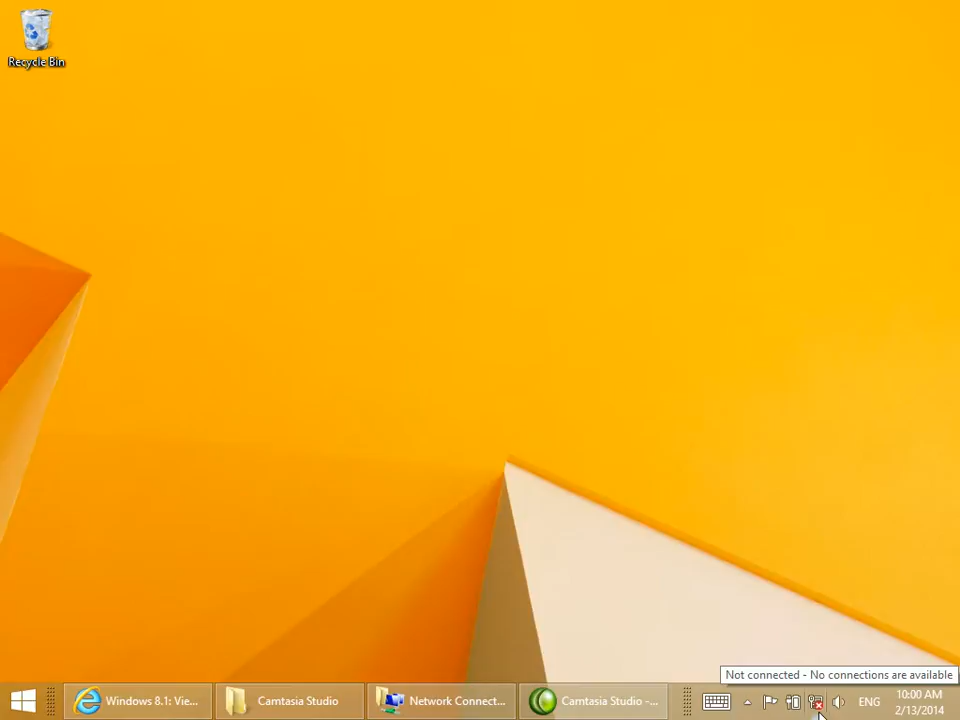 Recycle Bin
Not connected - No connections are available
Windows 8.1: Vie...
Camtasia Studio
Network Connect...
Camtasia Studio -...
ENG
10:00 AM
2/13/2014